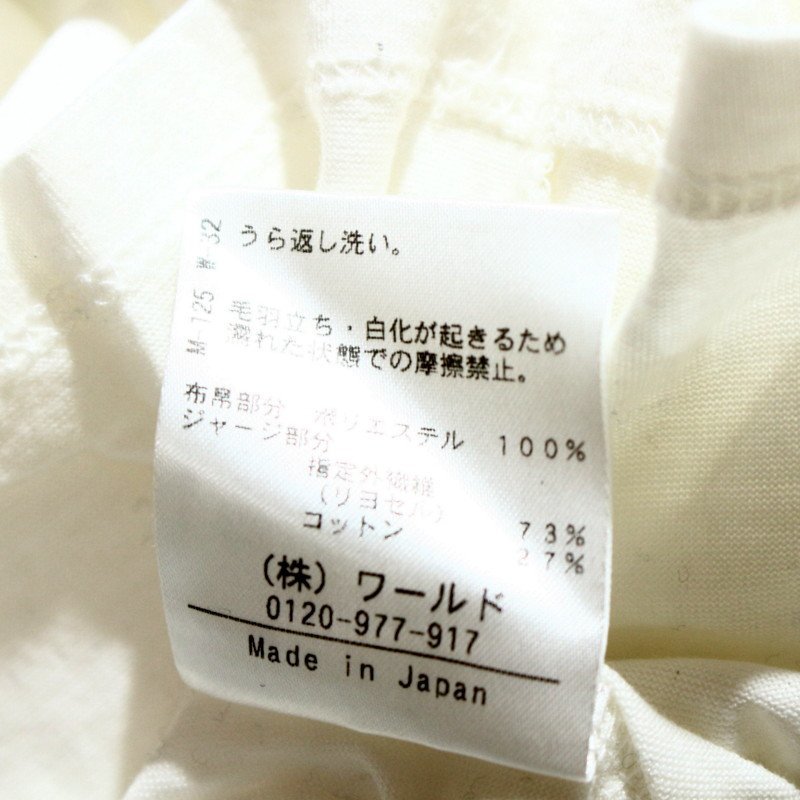 うら返し洗い。
毛羽立ち・白化が起きるため
濡れた状態での摩擦禁止。
布帛部分 ポリエステル 100%
ジャージ部分
指定外繊維
(リヨセル) 73%
コットン 27%
(株) ワールド
0120-977-917
Made in Japan
M-125 W 32